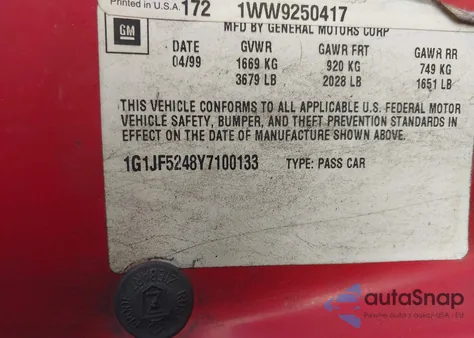 Printed in U.S.A. 172 1WW9250417
GM
MFD BY GENERAL MOTORS CORP
DATE GVWR GAWR FRT GAWR RR
04/99 1669 KG 920 KG 749 KG
3679 LB 2028 LB 1651 LB
THIS VEHICLE CONFORMS TO ALL APPLICABLE U.S. FEDERAL MOTOR
VEHICLE SAFETY, BUMPER, AND THEFT PREVENTION STANDARDS IN
EFFECT ON THE DATE OF MANUFACTURE SHOWN ABOVE.
1G1JF5248Y7100133 TYPE: PASS CAR
autoSnap